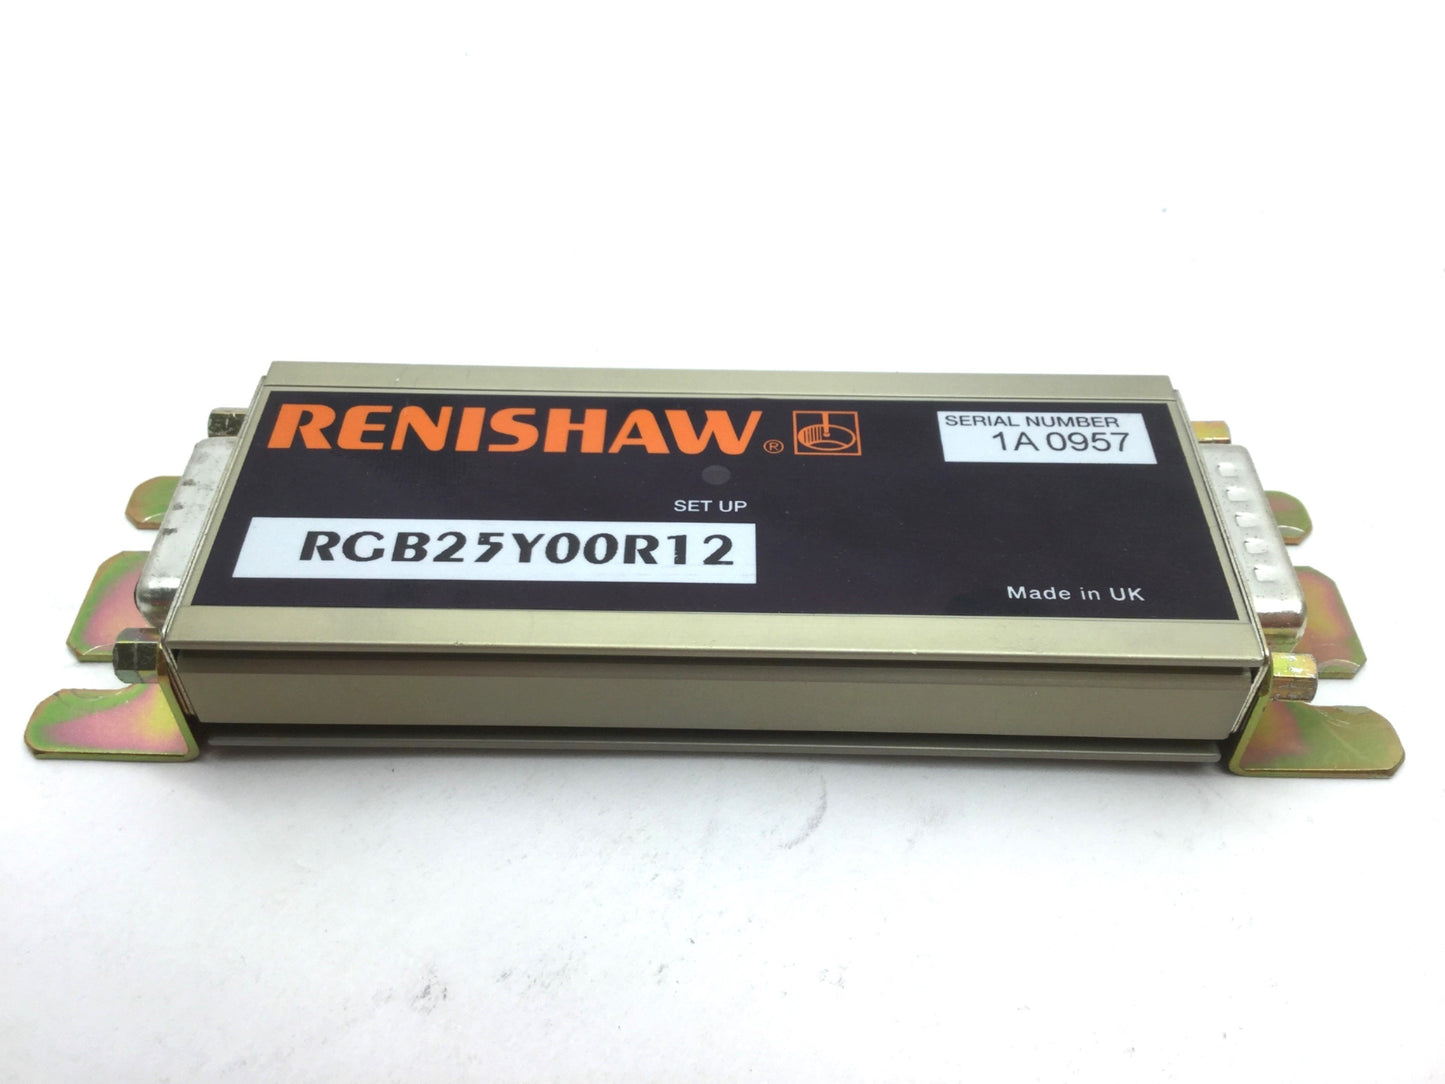 RENISHAW®
SERIAL NUMBER
1A 0957
SET UP
RGB25Y00R12
Made in UK